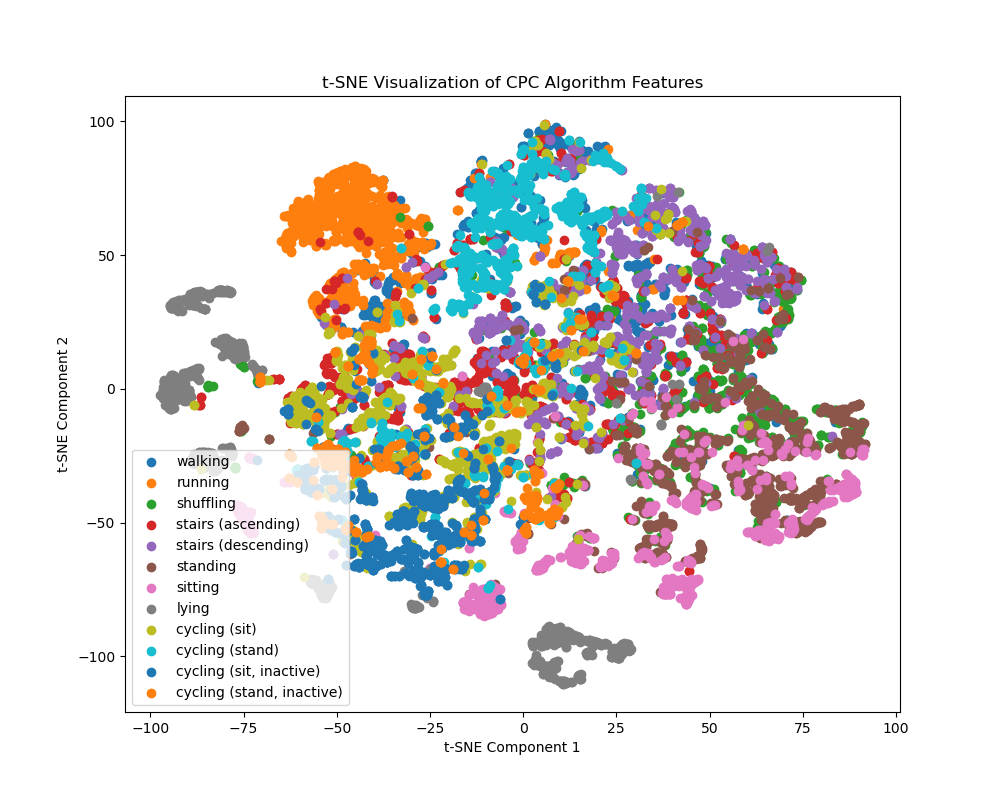 t-SNE Visualization of CPC Algorithm Features
100
50
0
−50
−100
t-SNE Component 2
walking
running
shuffling
stairs (ascending)
stairs (descending)
standing
sitting
lying
cycling (sit)
cycling (stand)
cycling (sit, inactive)
cycling (stand, inactive)
−100 −75 −50 −25 0 25 50 75 100
t-SNE Component 1